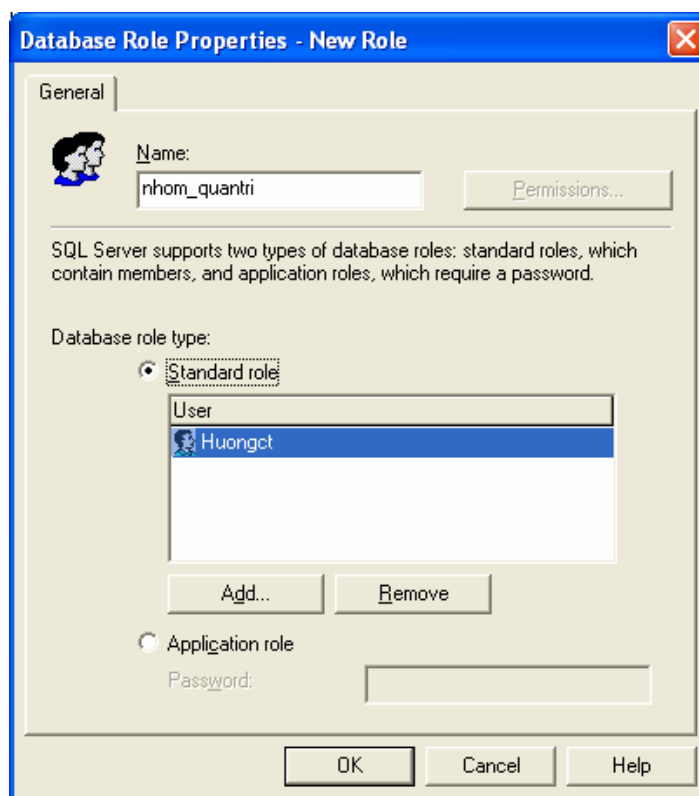 Database Role Properties - New Role
General
Name:
nhom_quantri
Permissions...
SQL Server supports two types of database roles: standard roles, which
contain members, and application roles, which require a password.
Database role type:
Standard role
User
Huongct
Add...
Remove
Application role
Password:
OK
Cancel
Help